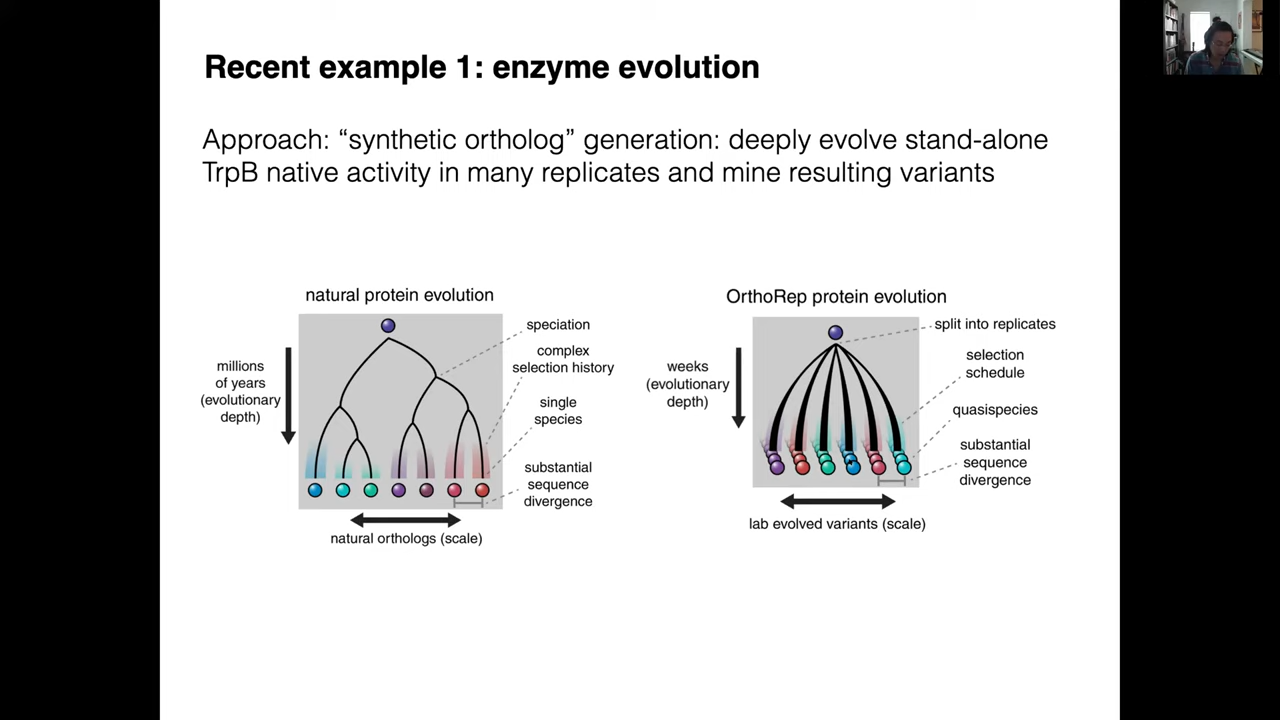 Recent example 1: enzyme evolution
Approach: “synthetic ortholog” generation: deeply evolve stand-alone
TrpB native activity in many replicates and mine resulting variants
natural protein evolution
speciation
complex
selection history
millions
of years
(evolutionary
depth)
single
species
substantial
sequence
divergence
natural orthologs (scale)
OrthoRep protein evolution
split into replicates
selection
schedule
weeks
(evolutionary
depth)
quasispecies
substantial
sequence
divergence
lab evolved variants (scale)